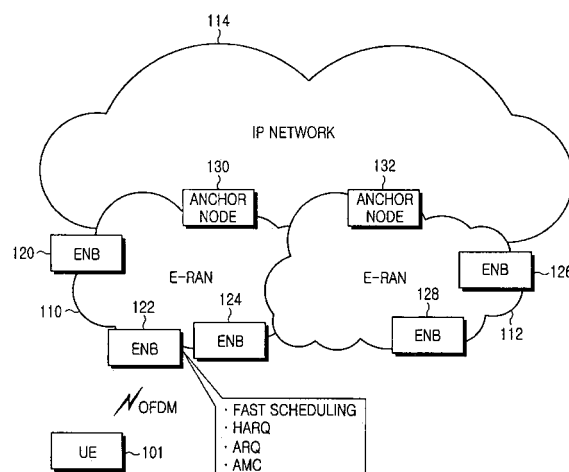 114
IP NETWORK
130
132
ANCHOR
NODE
ANCHOR
NODE
120
ENB
ENB
126
E-RAN
E-RAN
110
122
124
128
112
ENB
ENB
ENB
OFDM
UE
101
· FAST SCHEDULING
· HARQ
· ARQ
· AMC